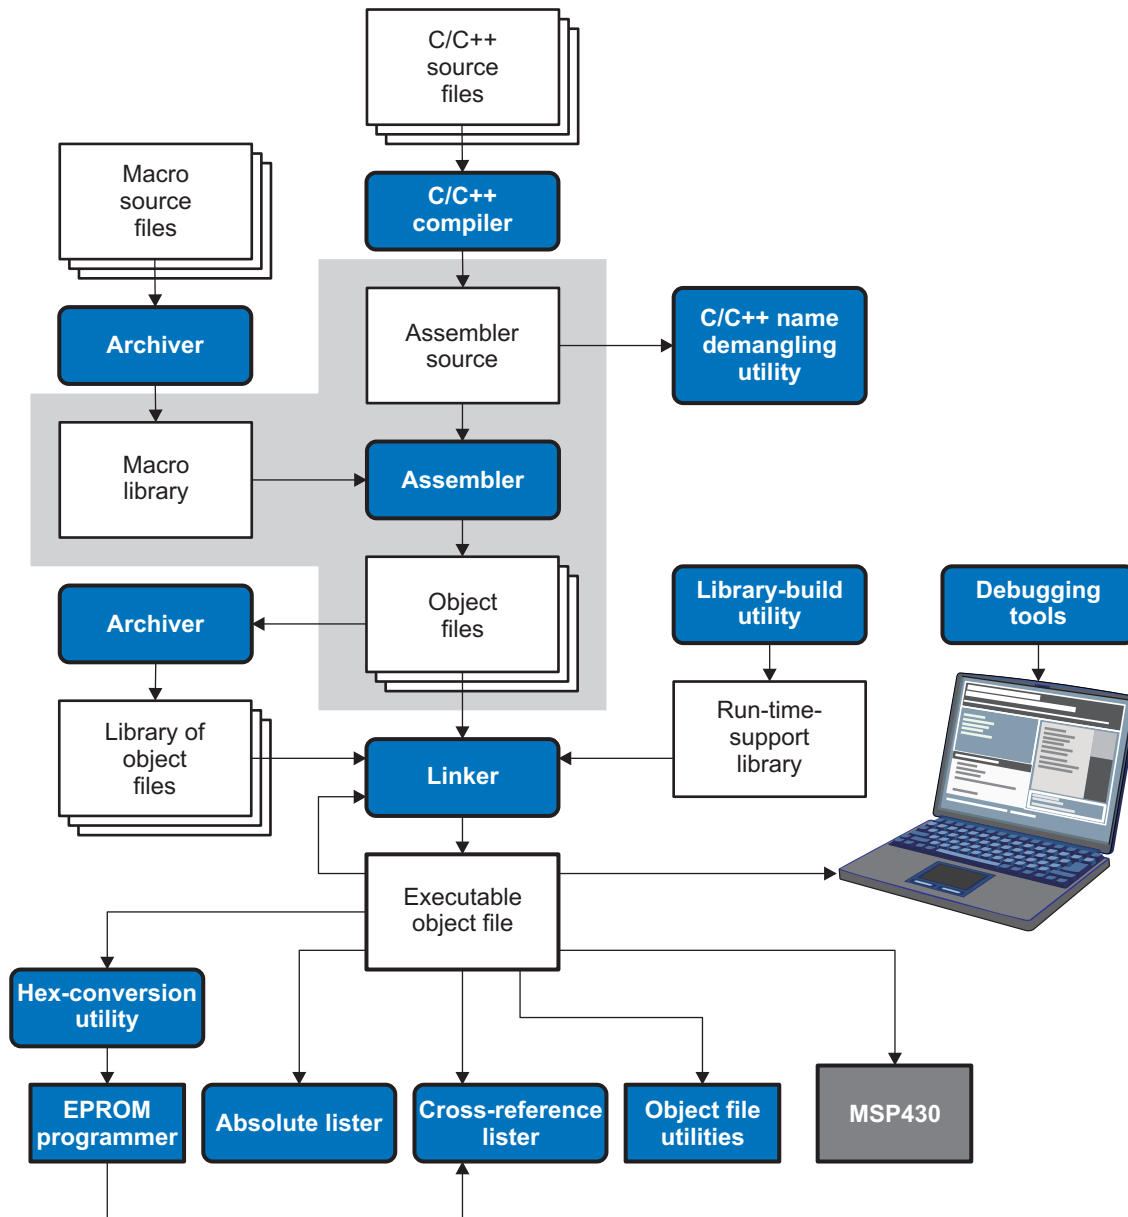 C/C++
source
files
Macro
source
files
C/C++
compiler
Archiver
Assembler
source
C/C++ name
demangling
utility
Macro
library
Assembler
Archiver
Object
files
Library-build
utility
Debugging
tools
Library of
object
files
Linker
Run-time-
support
library
Executable
object file
Hex-conversion
utility
EPROM
programmer
Absolute lister
Cross-reference
lister
Object file
utilities
MSP430